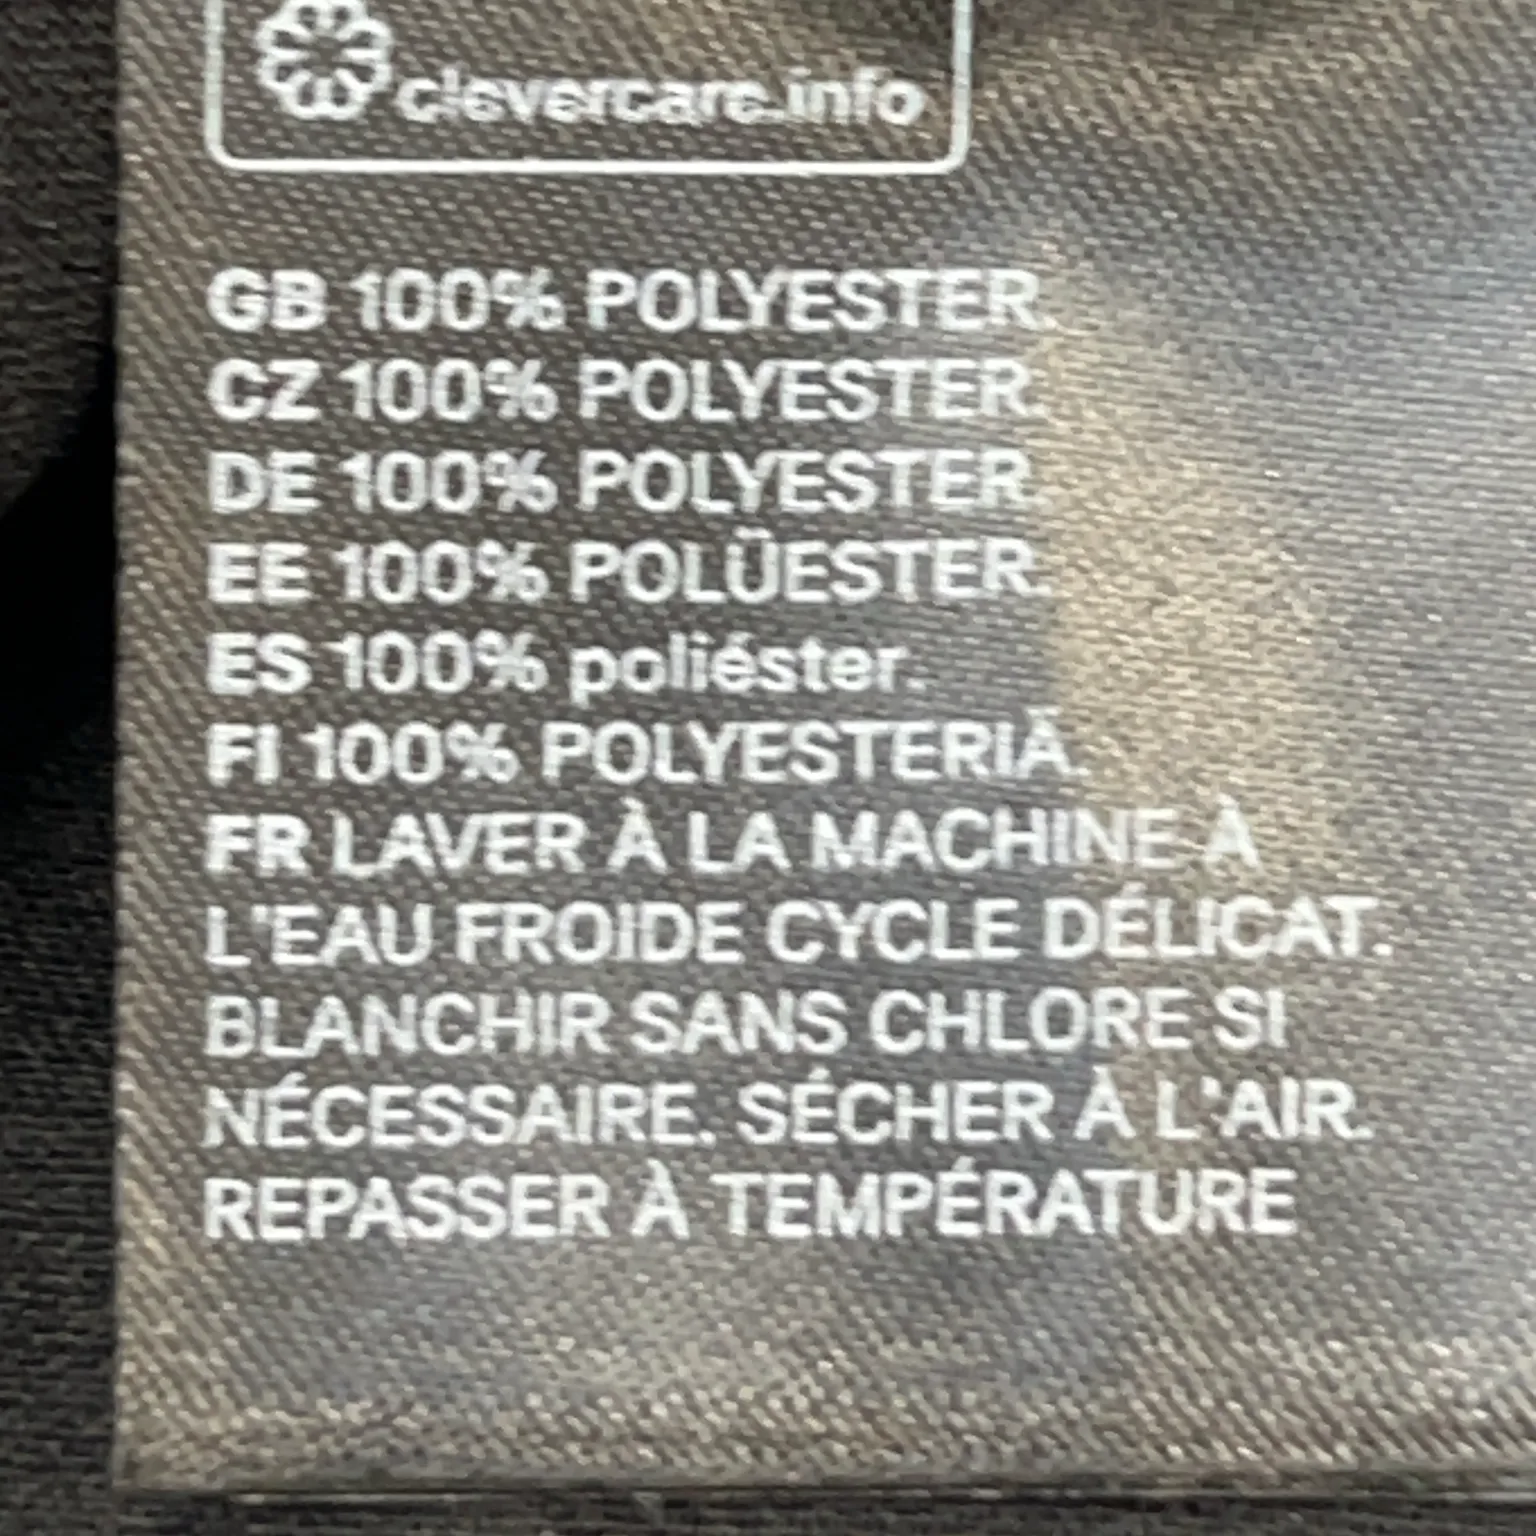 clevercare.info
GB 100% POLYESTER.
CZ 100% POLYESTER.
DE 100% POLYESTER.
EE 100% POLÜESTER.
ES 100% poliéster.
FI 100% POLYESTERIÄ.
FR LAVER À LA MACHINE À
L'EAU FROIDE CYCLE DÉLICAT.
BLANCHIR SANS CHLORE SI
NÉCESSAIRE. SÉCHER À L'AIR.
REPASSER À TEMPÉRATURE